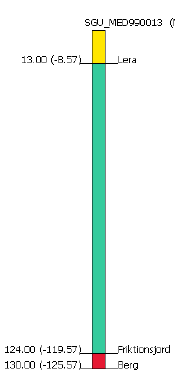 SGU_MED990013 (
13.00 (-8.57) Lera
124.00 (-119.57) Friktionsjord
130.00 (-125.57) Berg